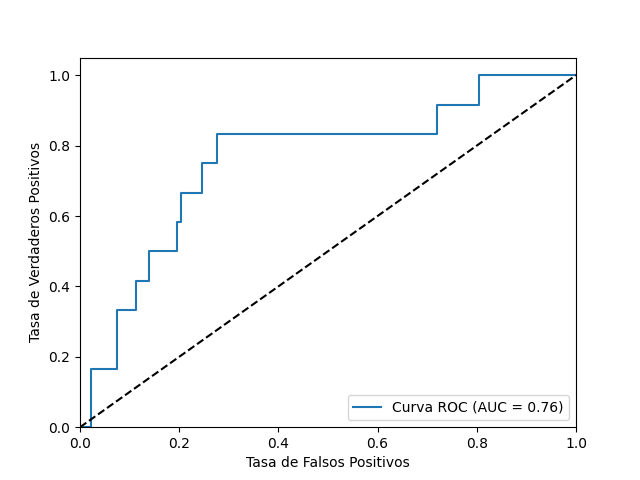 1.0
0.8
0.6
0.4
0.2
0.0
Tasa de Verdaderos Positivos
Curva ROC (AUC = 0.76)
0.0 0.2 0.4 0.6 0.8 1.0
Tasa de Falsos Positivos